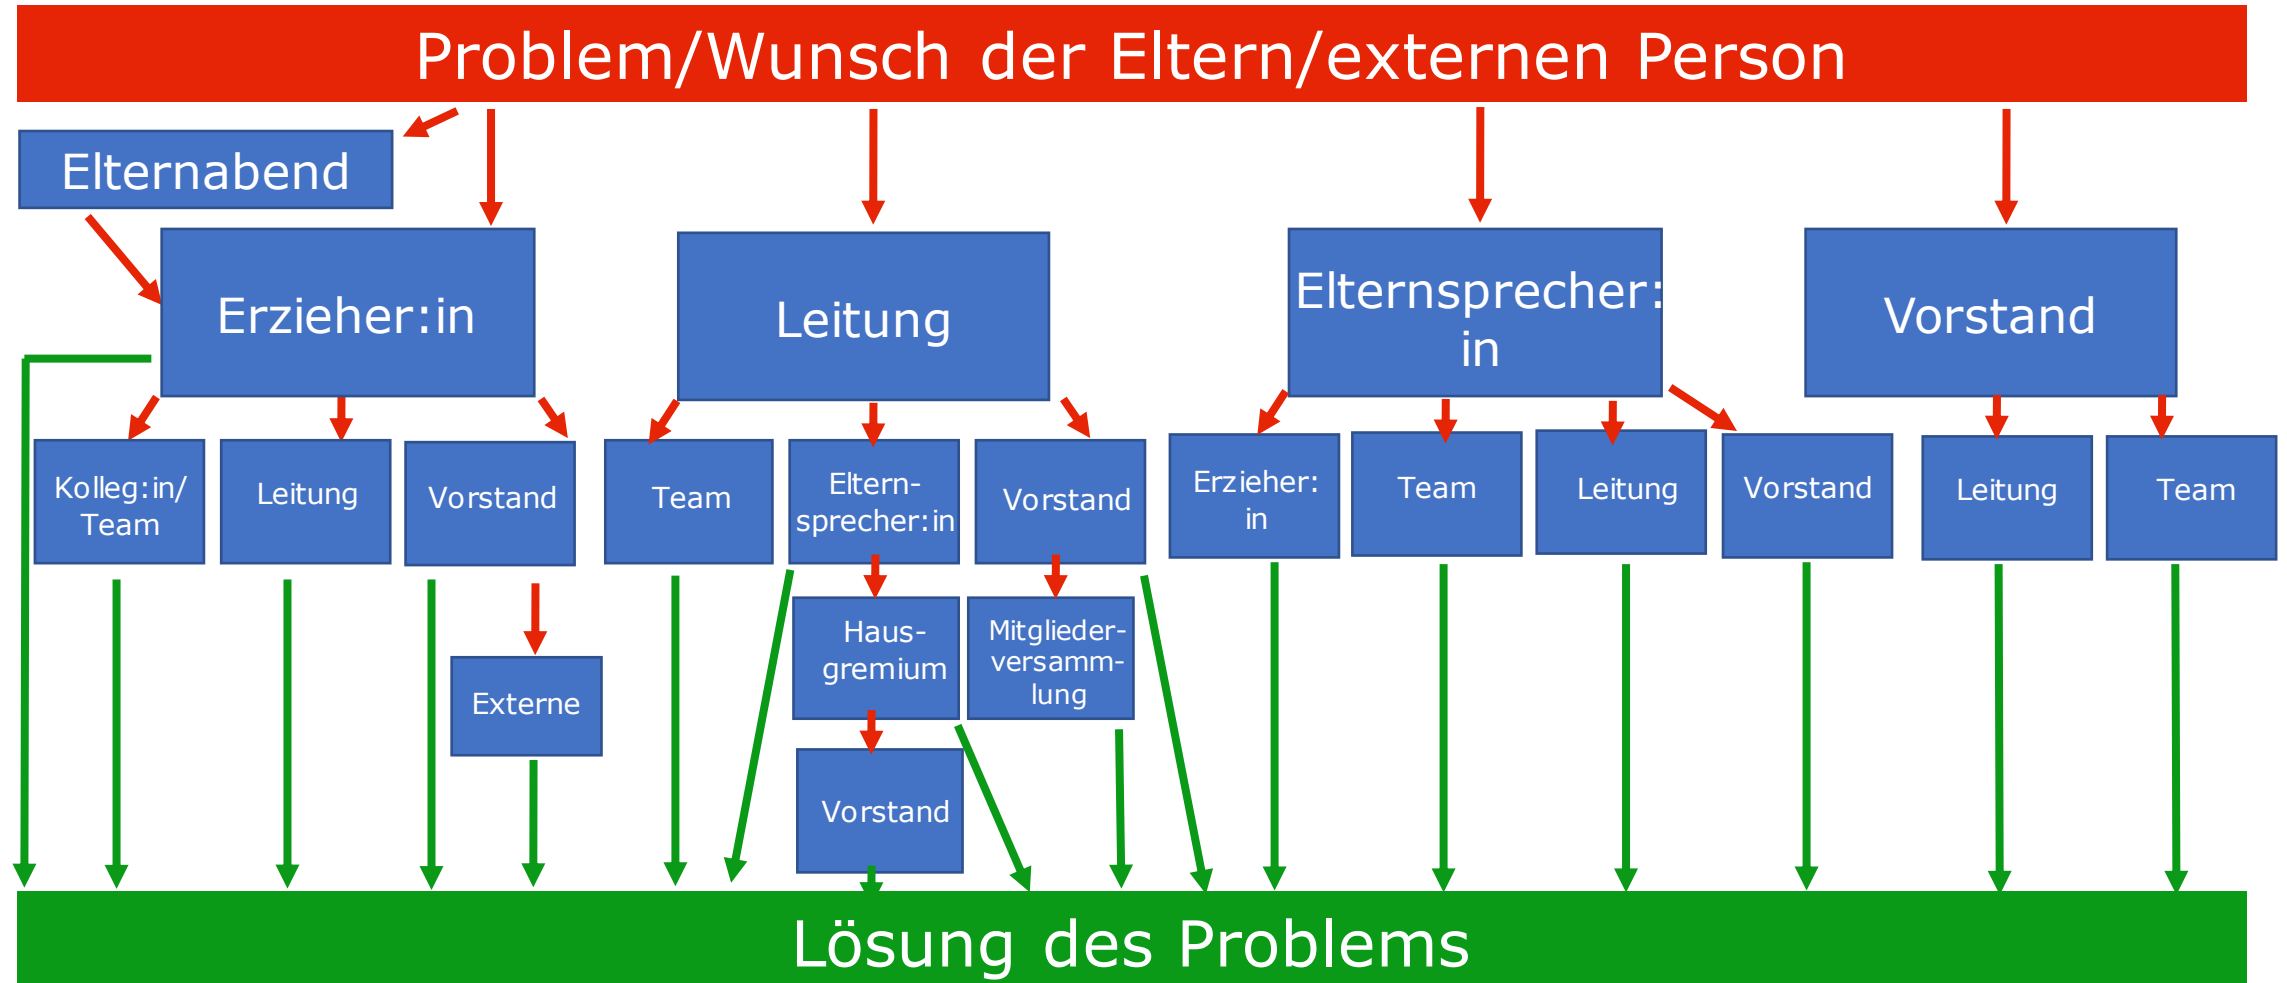 Problem/Wunsch der Eltern/externen Person
Elternabend
Erzieher:in
Leitung
Elternsprecher:
in
Vorstand
Kolleg:in/
Team
Leitung
Vorstand
Team
Eltern-
sprecher:in
Vorstand
Erzieher:
in
Team
Leitung
Vorstand
Leitung
Team
Externe
Haus-
gremium
Mitglieder-
versamm-
lung
Vorstand
Lösung des Problems